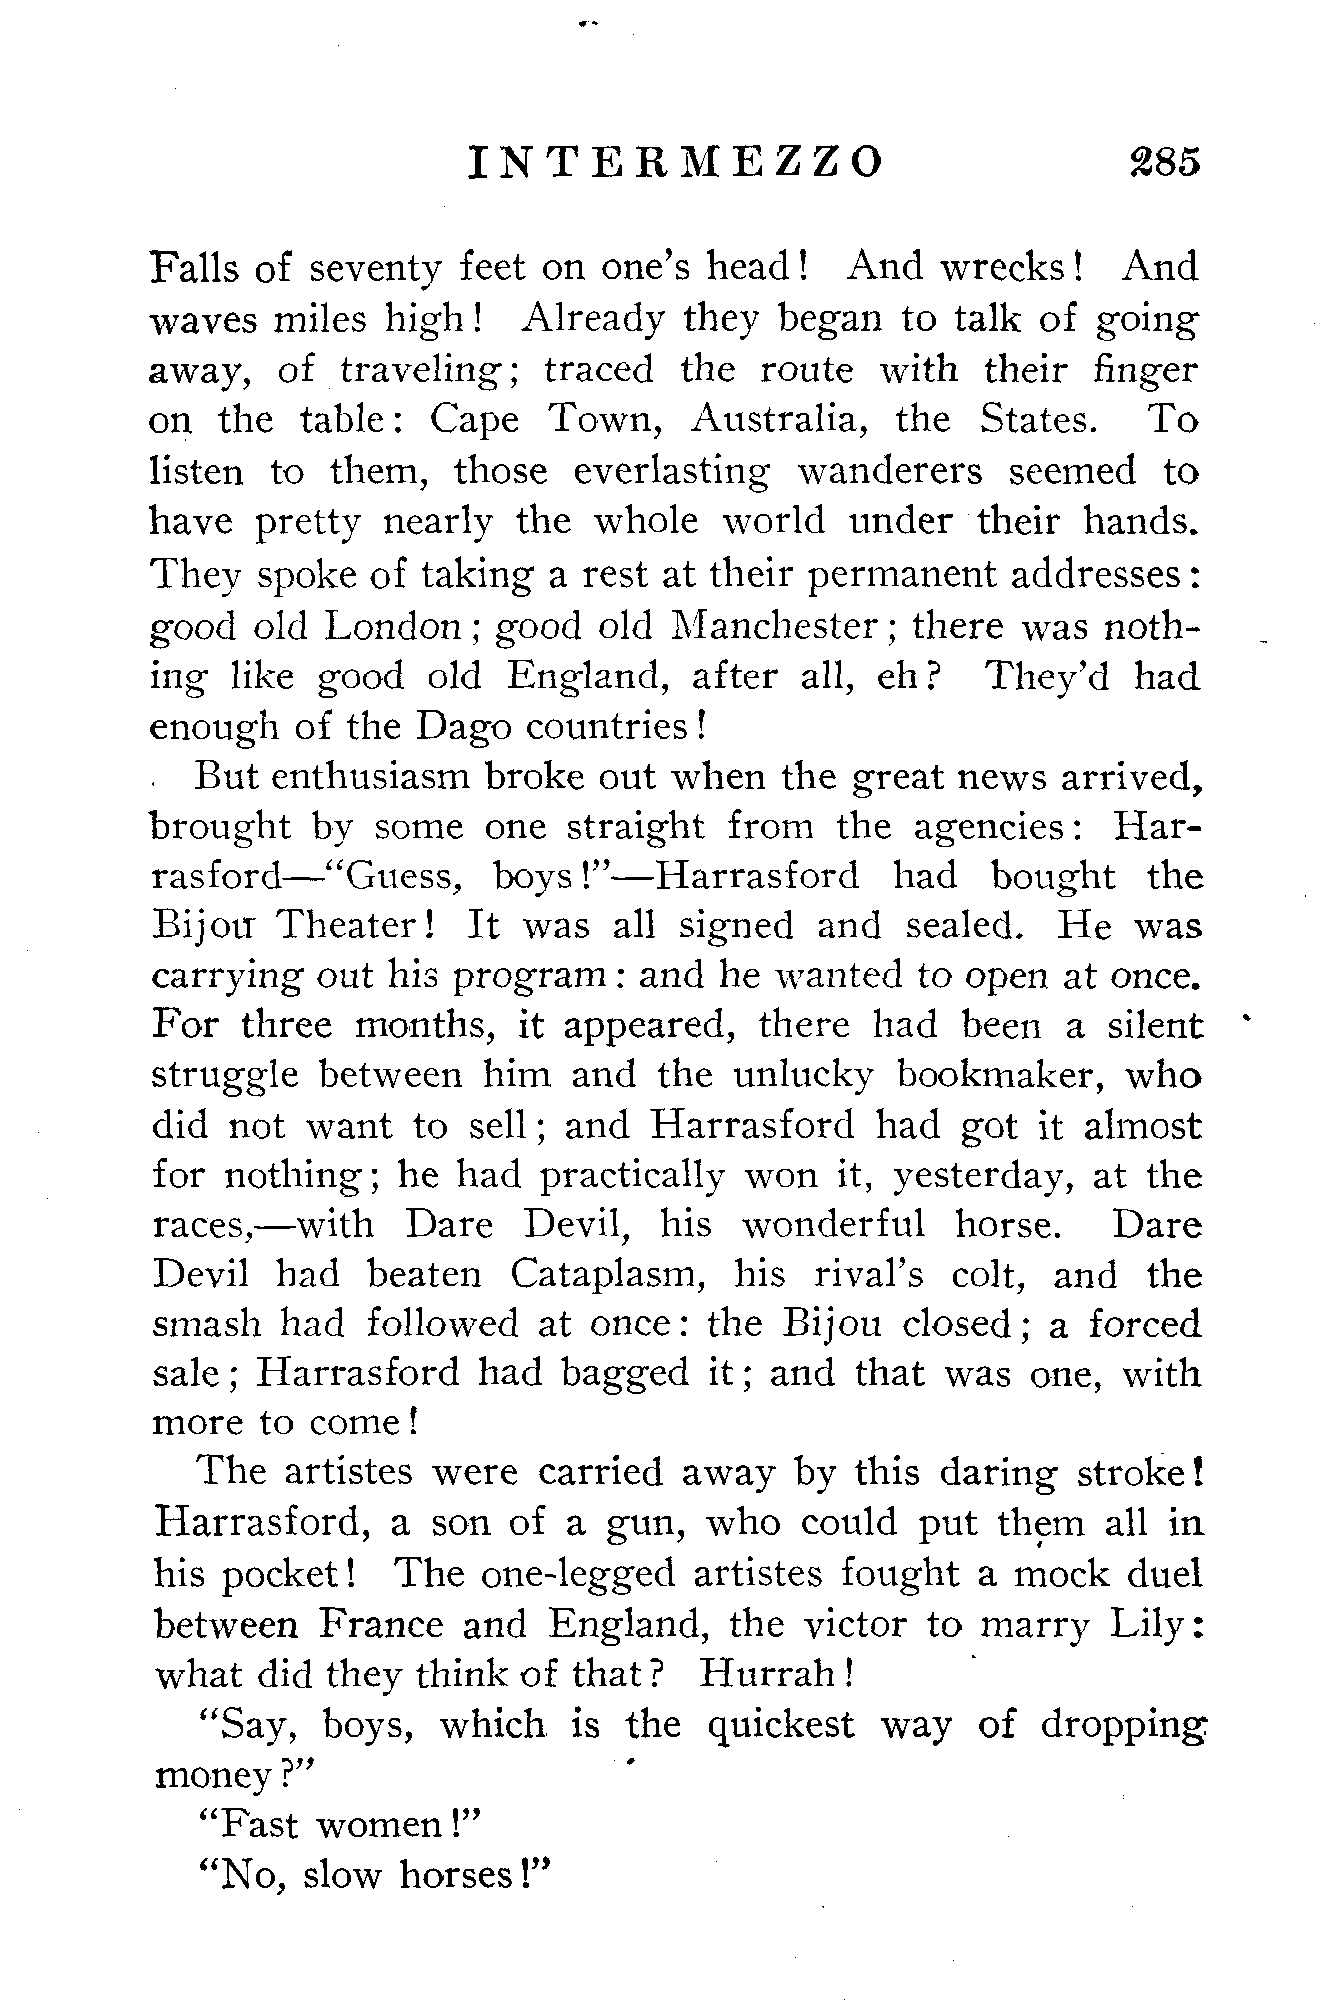 INTERMEZZO 285
Falls of seventy feet on one's head! And wrecks! And
waves miles high! Already they began to talk of going
away, of traveling; traced the route with their finger
on the table: Cape Town, Australia, the States. To
listen to them, those everlasting wanderers seemed to
have pretty nearly the whole world under their hands.
They spoke of taking a rest at their permanent addresses:
good old London; good old Manchester; there was noth-
ing like good old England, after all, eh? They'd had
enough of the Dago countries!
But enthusiasm broke out when the great news arrived,
brought by some one straight from the agencies: Har-
rasford—"Guess, boys!"—Harrasford had bought the
Bijou Theater! It was all signed and sealed. He was
carrying out his program: and he wanted to open at once.
For three months, it appeared, there had been a silent
struggle between him and the unlucky bookmaker, who
did not want to sell; and Harrasford had got it almost
for nothing; he had practically won it, yesterday, at the
races,—with Dare Devil, his wonderful horse. Dare
Devil had beaten Cataplasm, his rival's colt, and the
smash had followed at once: the Bijou closed; a forced
sale; Harrasford had bagged it; and that was one, with
more to come!
The artistes were carried away by this daring stroke!
Harrasford, a son of a gun, who could put them all in
his pocket! The one-legged artistes fought a mock duel
between France and England, the victor to marry Lily:
what did they think of that? Hurrah!
"Say, boys, which is the quickest way of dropping
money?"
"Fast women!"
"No, slow horses!"